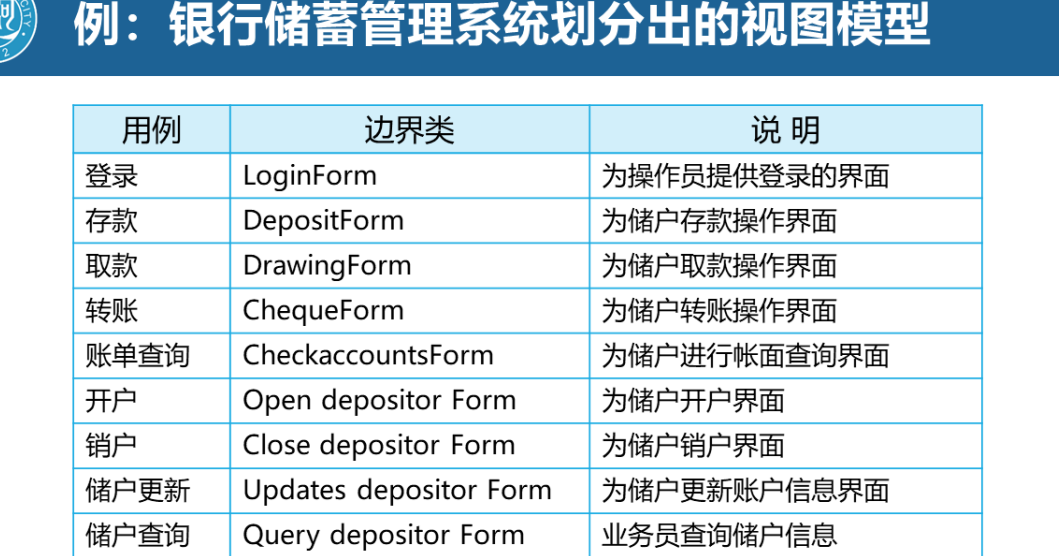 例：银行储蓄管理系统划分出的视图模型
用例 边界类 说 明
登录 LoginForm 为操作员提供登录的界面
存款 DepositForm 为储户存款操作界面
取款 DrawingForm 为储户取款操作界面
转账 ChequeForm 为储户转账操作界面
账单查询 CheckaccountsForm 为储户进行帐面查询界面
开户 Open depositor Form 为储户开户界面
销户 Close depositor Form 为储户销户界面
储户更新 Updates depositor Form 为储户更新账户信息界面
储户查询 Query depositor Form 业务员查询储户信息